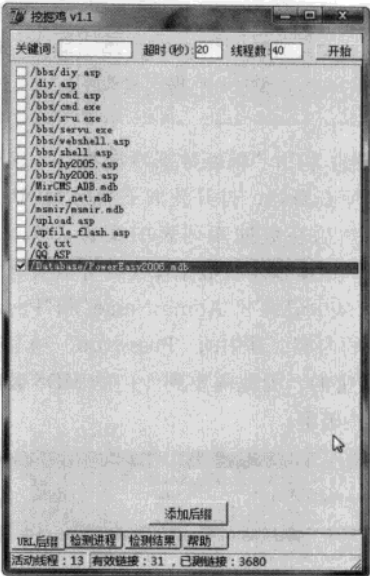 挖掘鸡 v1.1
关键词: 超时(秒): 20 线程数: 40 开始
/bbs/diy.asp
/diy.asp
/bbs/cmd.asp
/bbs/cmd.exe
/bbs/s-u.exe
/bbs/servu.exe
/bbs/webshell.asp
/bbs/shell.asp
/bbs/hy2005.asp
/bbs/hy2006.asp
/MirCMS_ADB.mdb
/msmir_net.mdb
/msmir/msmir.mdb
/upload.asp
/upfile_flash.asp
/qq.txt
/QQ.ASP
/Database/PowerEasy2006.mdb
添加后缀
URL后缀 检测进程 检测结果 帮助
活动线程：13 有效链接：31 ，已测链接：3680